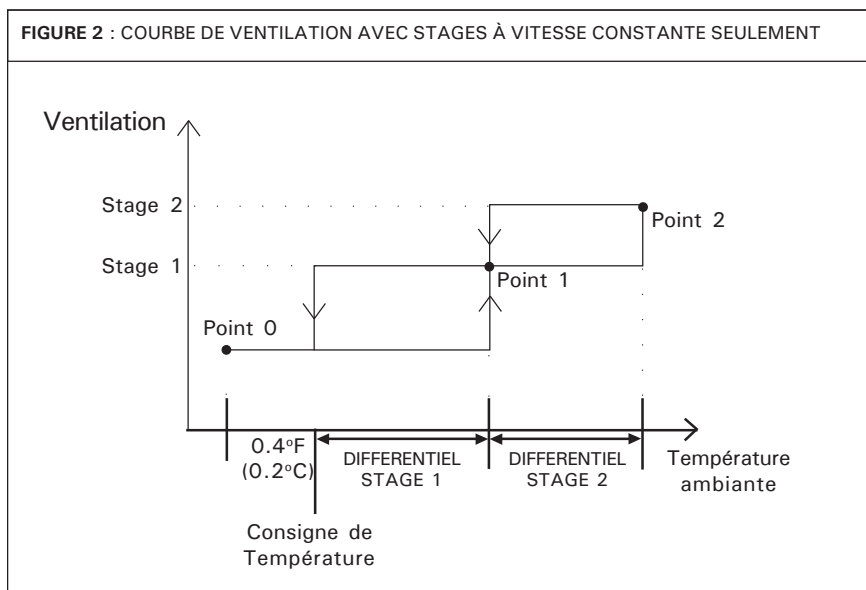 FIGURE 2 : COURBE DE VENTILATION AVEC STAGES À VITESSE CONSTANTE SEULEMENT
Ventilation
Stage 2
Point 2
Stage 1
Point 1
Point 0
0.4°F
(0.2°C)
DIFFERENTIEL
STAGE 1
DIFFERENTIEL
STAGE 2
Température
ambiante
Consigne de
Température